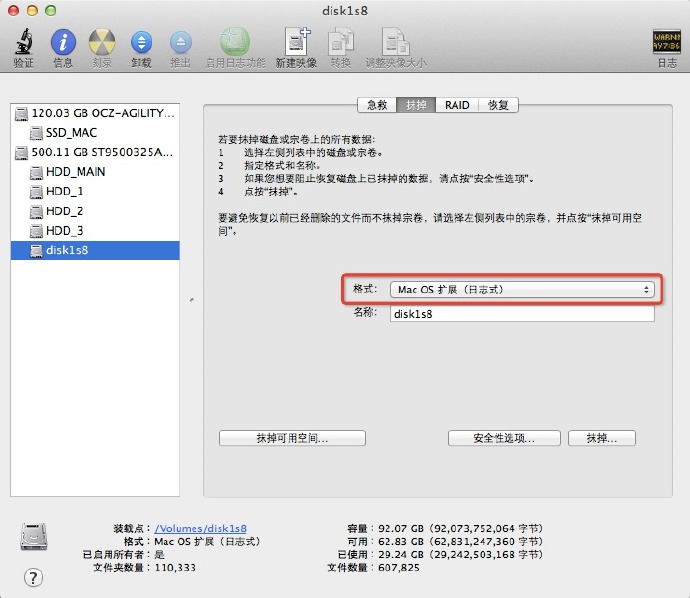 disk1s8
验证 信息 刻录 卸载 推出 启用日志功能 新建映像 转换 调整映像大小 日志
WARNIN
AY7:36
120.03 GB OCZ-AGILITY...
SSD_MAC
500.11 GB ST9500325A...
HDD_MAIN
HDD_1
HDD_2
HDD_3
disk1s8
急救 抹掉 RAID 恢复
若要抹掉磁盘或宗卷上的所有数据:
1 选择左侧列表中的磁盘或宗卷。
2 指定格式和名称。
3 如果您想要阻止恢复磁盘上已抹掉的数据，请点按“安全性选项”。
4 点按“抹掉”。
要避免恢复以前已经删除的文件而不抹掉宗卷，请选择左侧列表中的宗卷，并点按“抹掉可用空
间”。
格式: Mac OS 扩展（日志式）
名称: disk1s8
抹掉可用空间... 安全性选项... 抹掉...
装载点：/Volumes/disk1s8
格式：Mac OS 扩展（日志式）
已启用所有者：是
文件夹数量：110,333
容量：92.07 GB（92,073,752,064 字节）
可用：62.83 GB（62,831,247,360 字节）
已使用：29.24 GB（29,242,503,168 字节）
文件数量：607,825
?